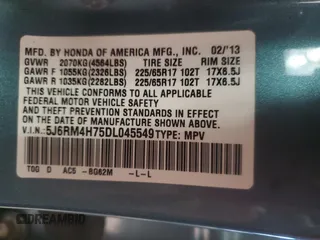 MFD. BY HONDA OF AMERICA MFG., INC. 02/'13
GVWR 2070KG(4564LBS) TIRE SIZE RIM SIZE
GAWR F 1055KG(2326LBS) 225/65R17 102T 17X6.5J
GAWR R 1035KG(2282LBS) 225/65R17 102T 17X6.5J
THIS VEHICLE CONFORMS TO ALL APPLICABLE
FEDERAL MOTOR VEHICLE SAFETY AND
THEFT PREVENTION STANDARDS IN EFFECT ON
THE DATE OF MANUFACTURE SHOWN ABOVE.
V.I.N: 5J6RM4H75DL045549 TYPE: MPV
T0G D AC6 -BG62M -L-L
DREAMBID